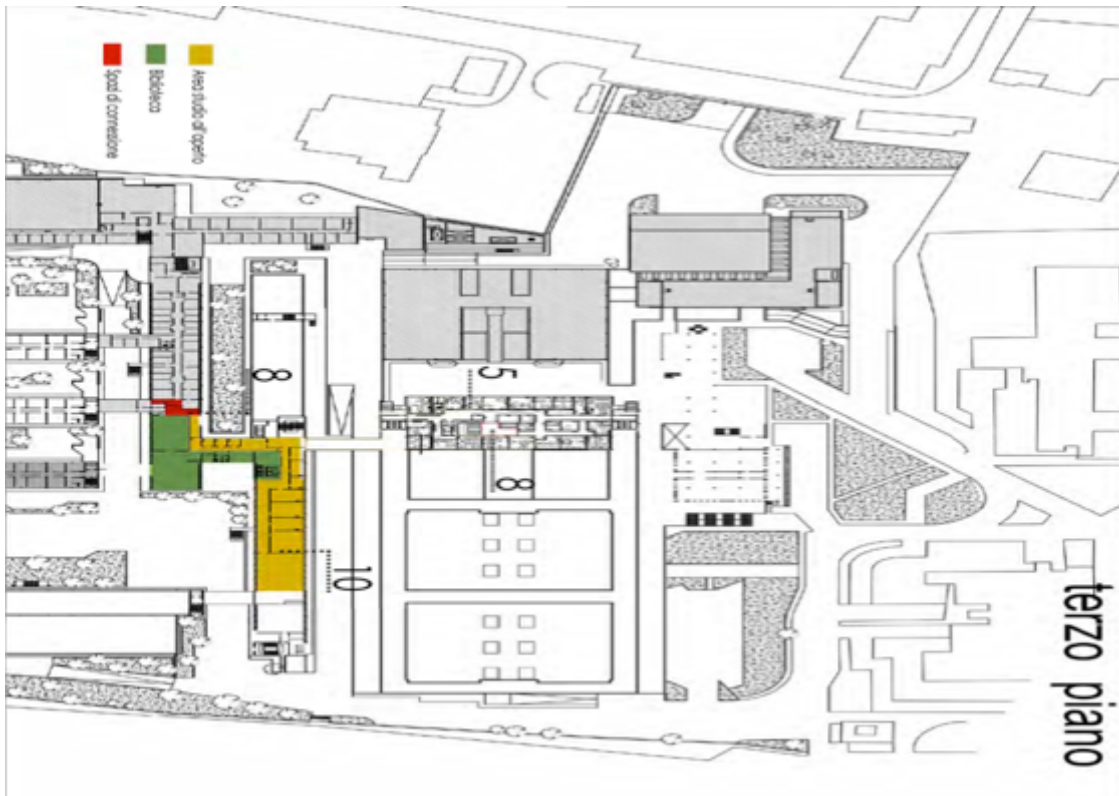 terzo piano
8
5
10
8
Area studio all'aperto
Biblioteca
Spazi di connessione